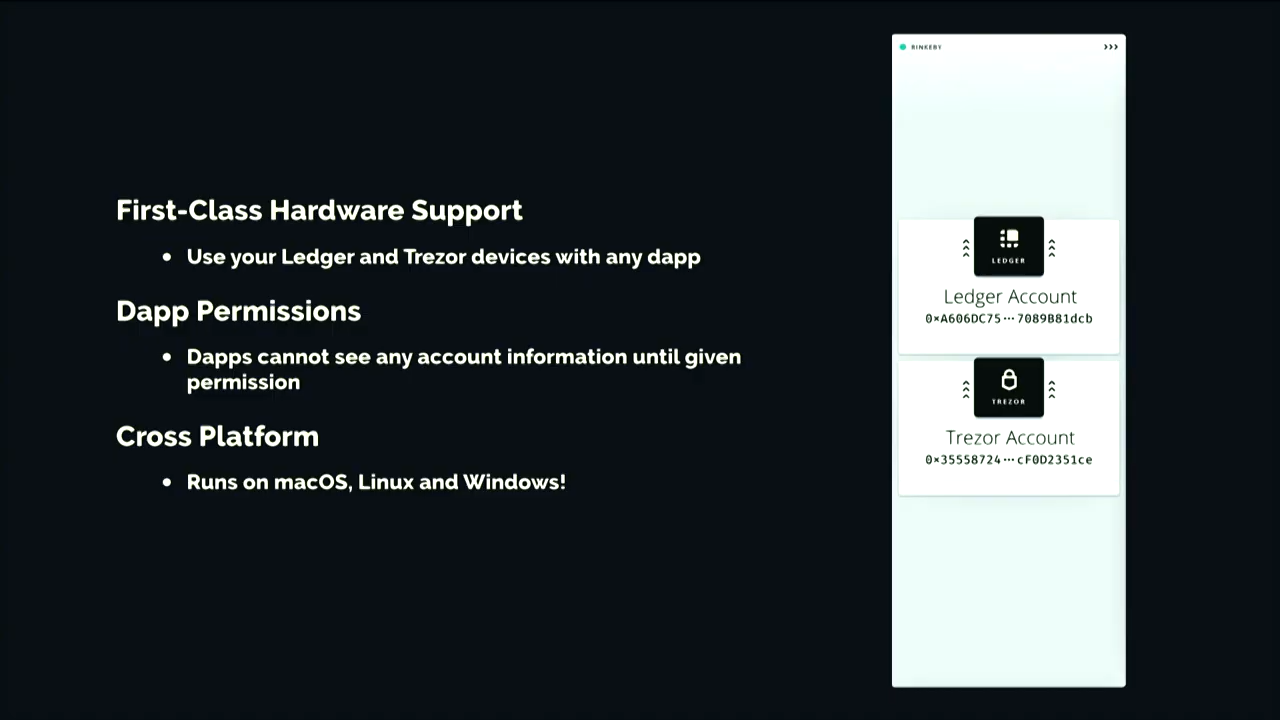 First-Class Hardware Support
• Use your Ledger and Trezor devices with any dapp
Dapp Permissions
• Dapps cannot see any account information until given
permission
Cross Platform
• Runs on macOS, Linux and Windows!
RINKEBY
LEDGER
Ledger Account
0×A606DC75···7089B81dcb
TREZOR
Trezor Account
0×35558724···cF0D2351ce